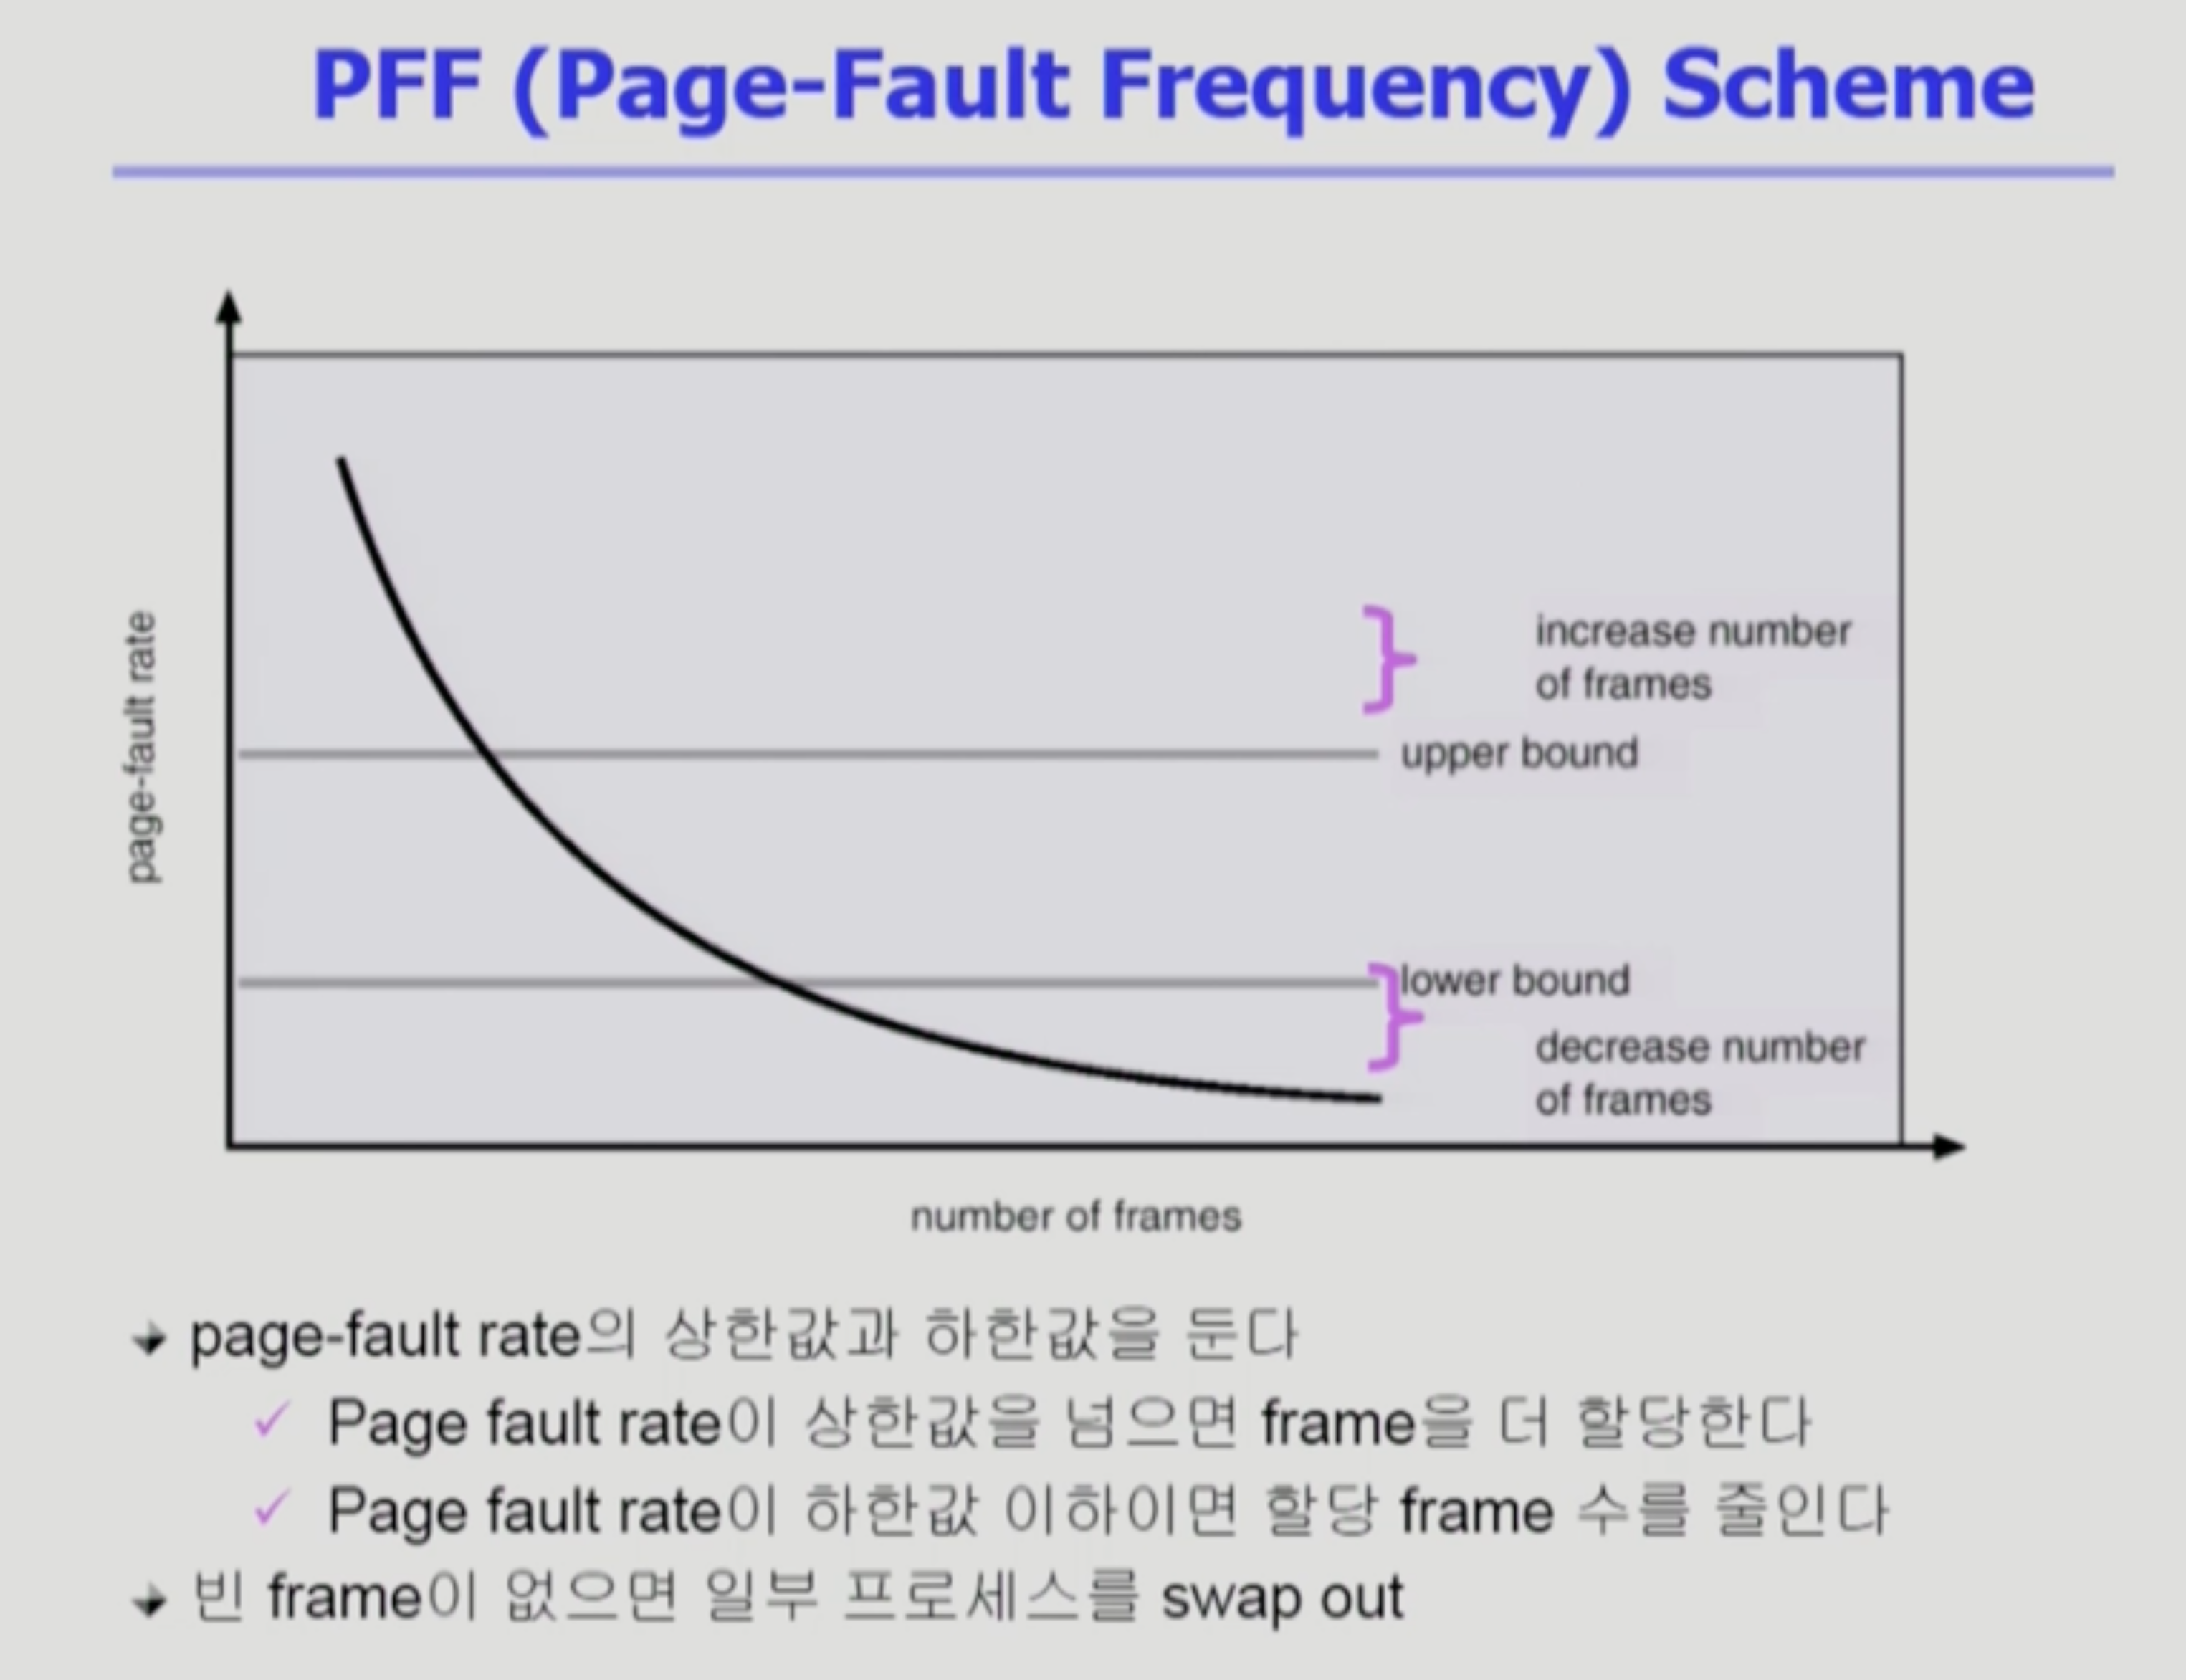 PFF (Page-Fault Frequency) Scheme
page-fault rate
increase number
of frames
upper bound
lower bound
decrease number
of frames
number of frames
page-fault rate의 상한값과 하한값을 둔다
Page fault rate이 상한값을 넘으면 frame을 더 할당한다
Page fault rate이 하한값 이하이면 할당 frame 수를 줄인다
빈 frame이 없으면 일부 프로세스를 swap out